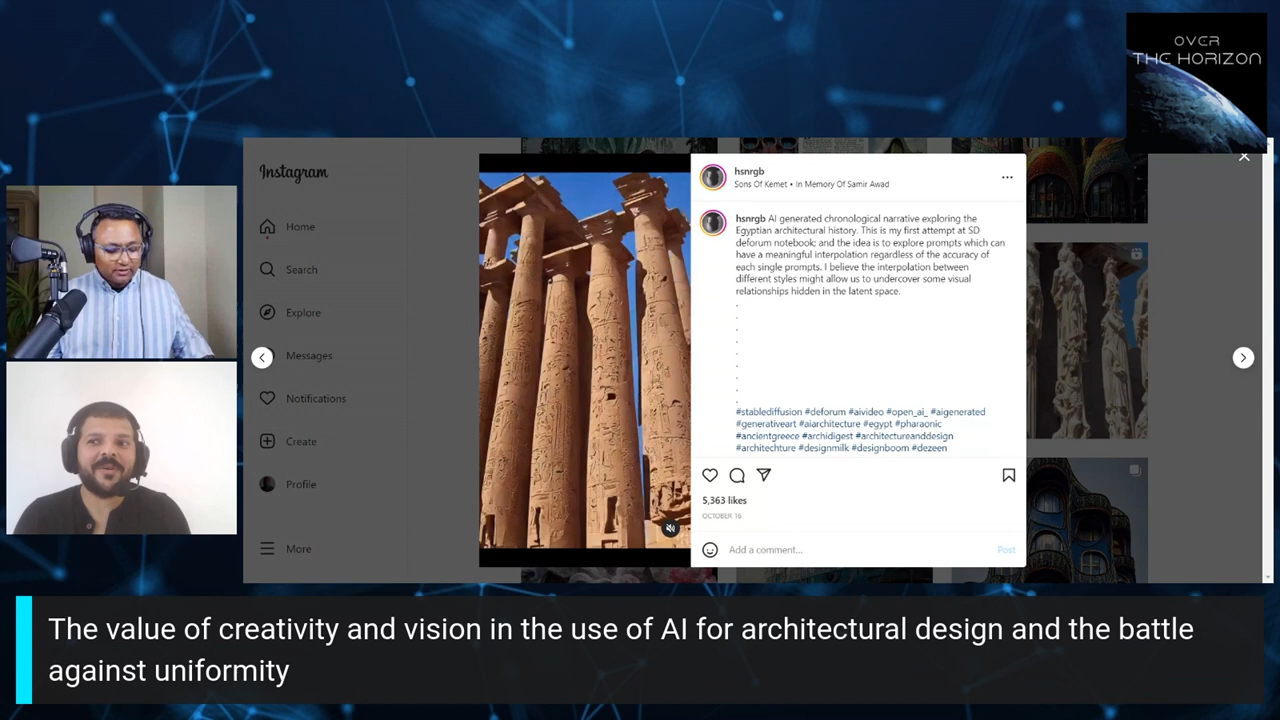 OVER
THE HORIZON
Instagram
Home
Search
Explore
Messages
Notifications
Create
Profile
More
hsnrgb
Sons Of Kemet • In Memory Of Samir Awad
hsnrgb AI generated chronological narrative exploring the
Egyptian architectural history. This is my first attempt at SD
deforum notebook; and the idea is to explore prompts which can
have a meaningful interpolation regardless of the accuracy of
each single prompts. I believe the interpolation between
different styles might allow us to undercover some visual
relationships hidden in the latent space.
.
.
.
.
.
.
.
.
.
#stablediffusion #deforum #aivideo #open_ai_ #aigenerated
#generativeart #aiarchitecture #egypt #pharaonic
#ancientgreece #archidigest #architectureanddesign
#architechture #designmilk #designboom #dezeen
5,363 likes
OCTOBER 16
Add a comment...
Post
The value of creativity and vision in the use of AI for architectural design and the battle
against uniformity